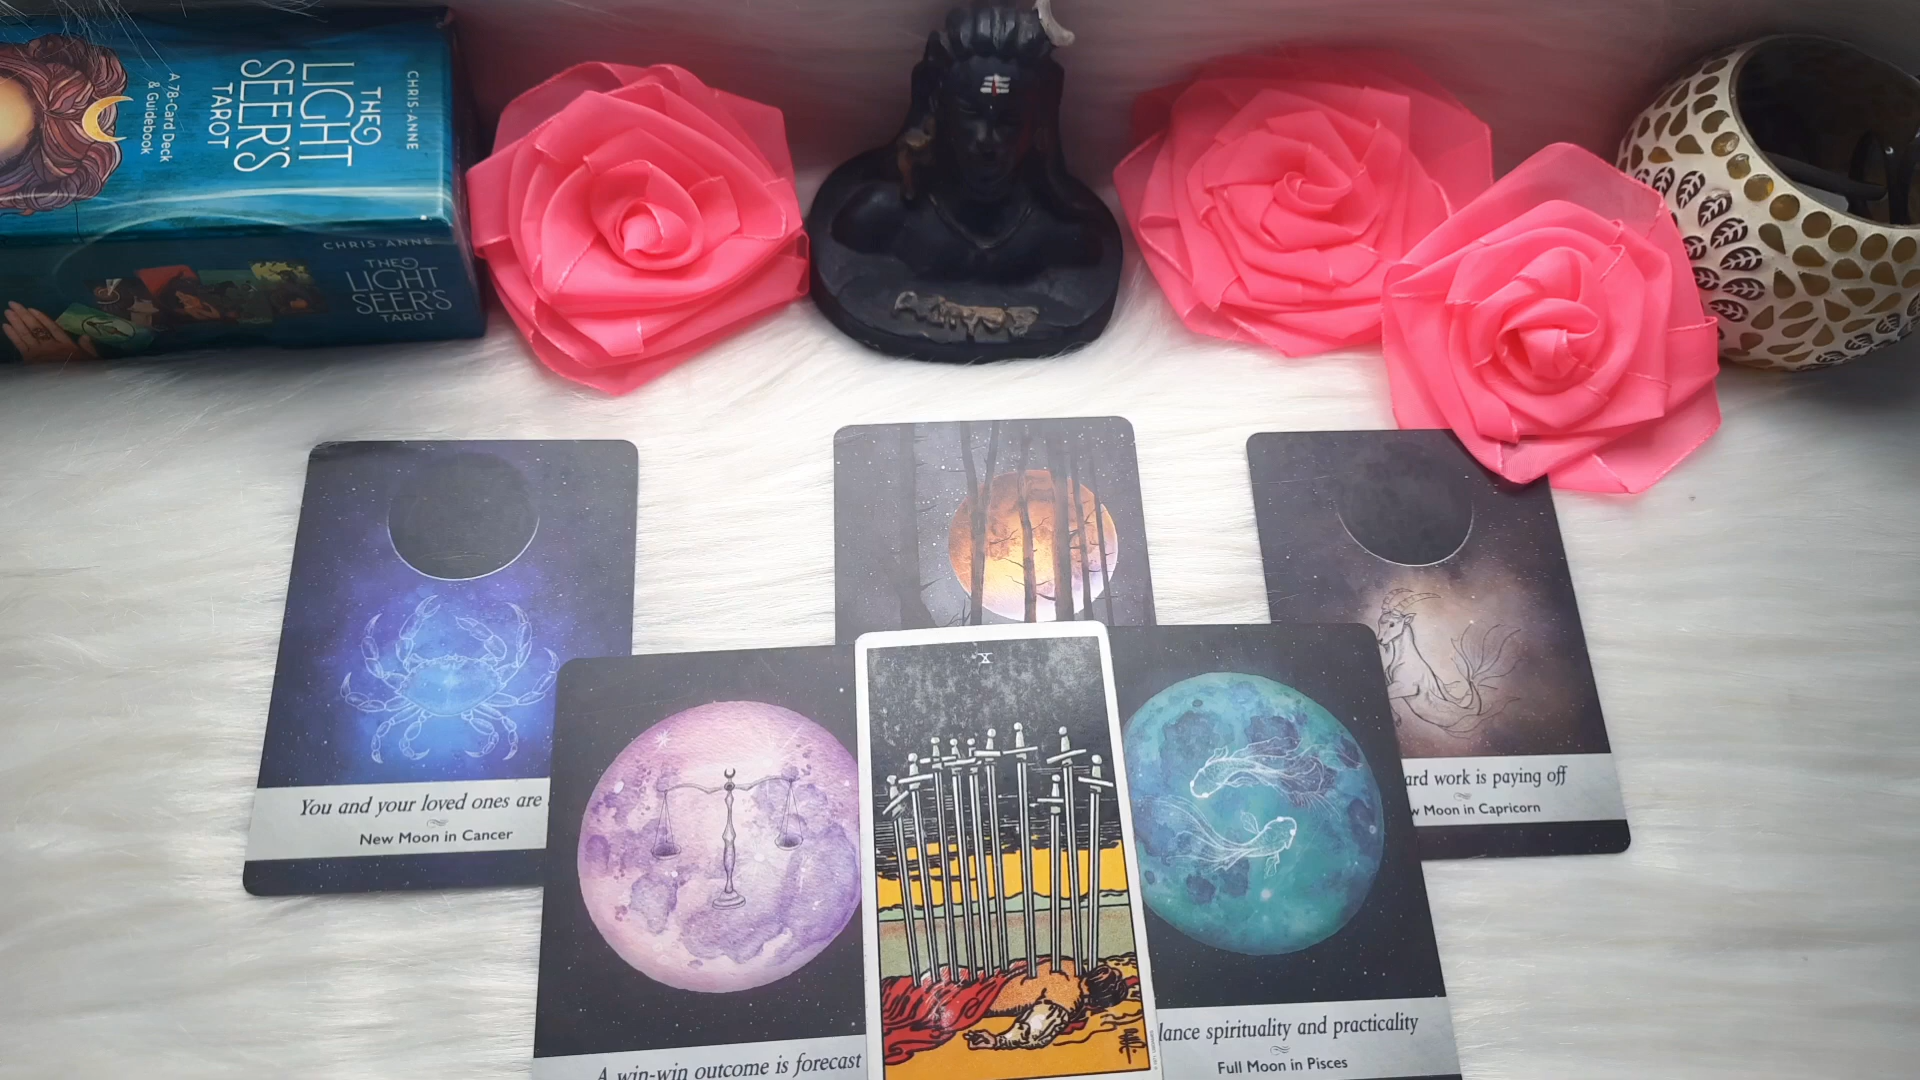 CHRIS-ANNE
THE
LIGHT
SEER'S
TAROT
A 78-Card Deck
& Guidebook
CHRIS-ANNE
THE
LIGHT
SEER'S
TAROT
X
You and your loved ones are
New Moon in Cancer
ard work is paying off
w Moon in Capricorn
A win-win outcome is forecast
lance spirituality and practicality
Full Moon in Pisces